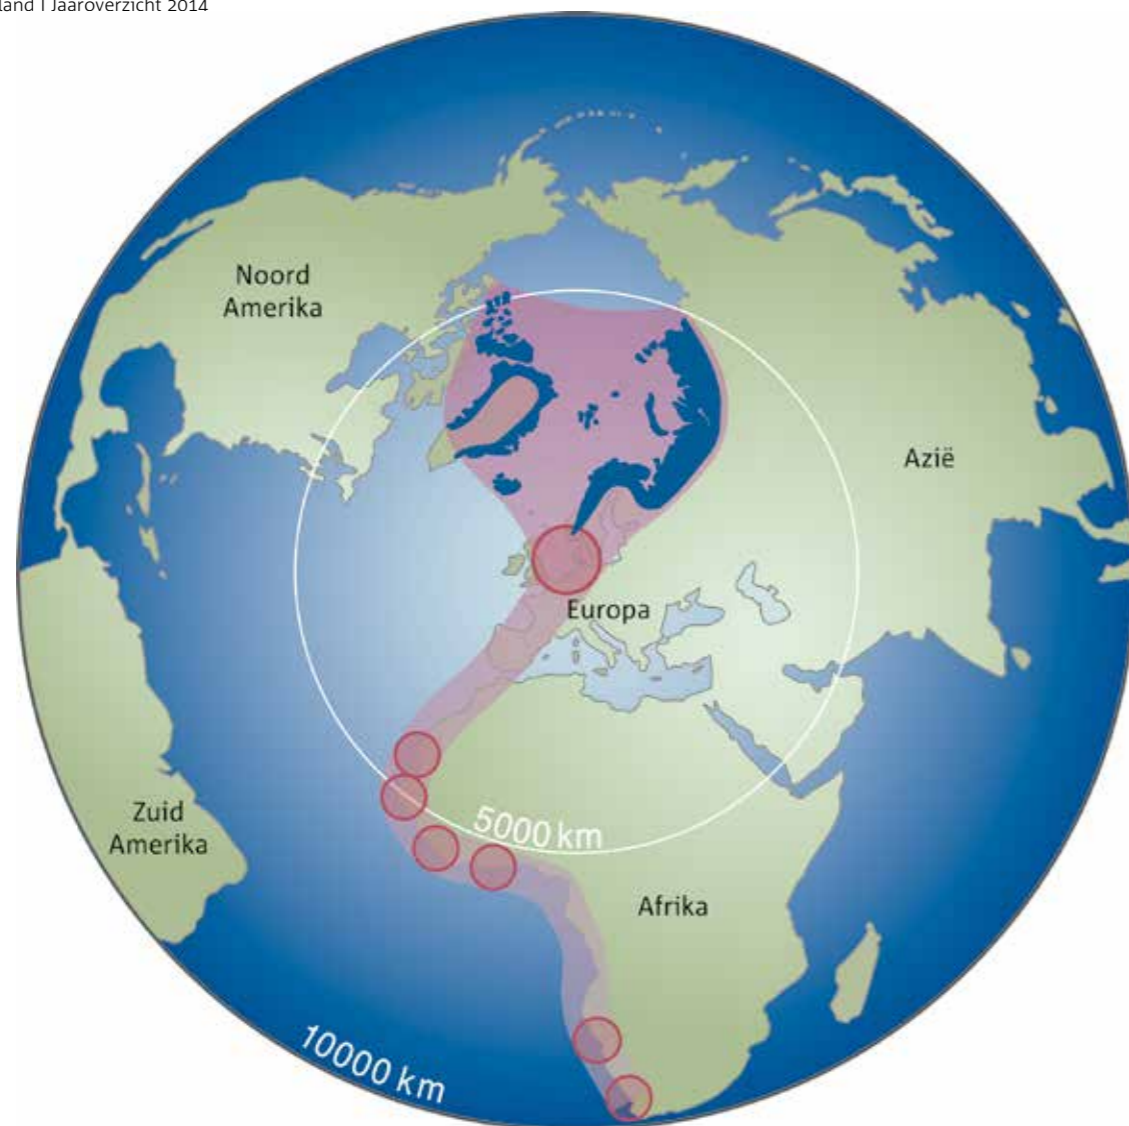 land | Jaaroverzicht 2014
Noord
Amerika
Azië
Europa
Zuid
Amerika
5000 km
Afrika
10000 km